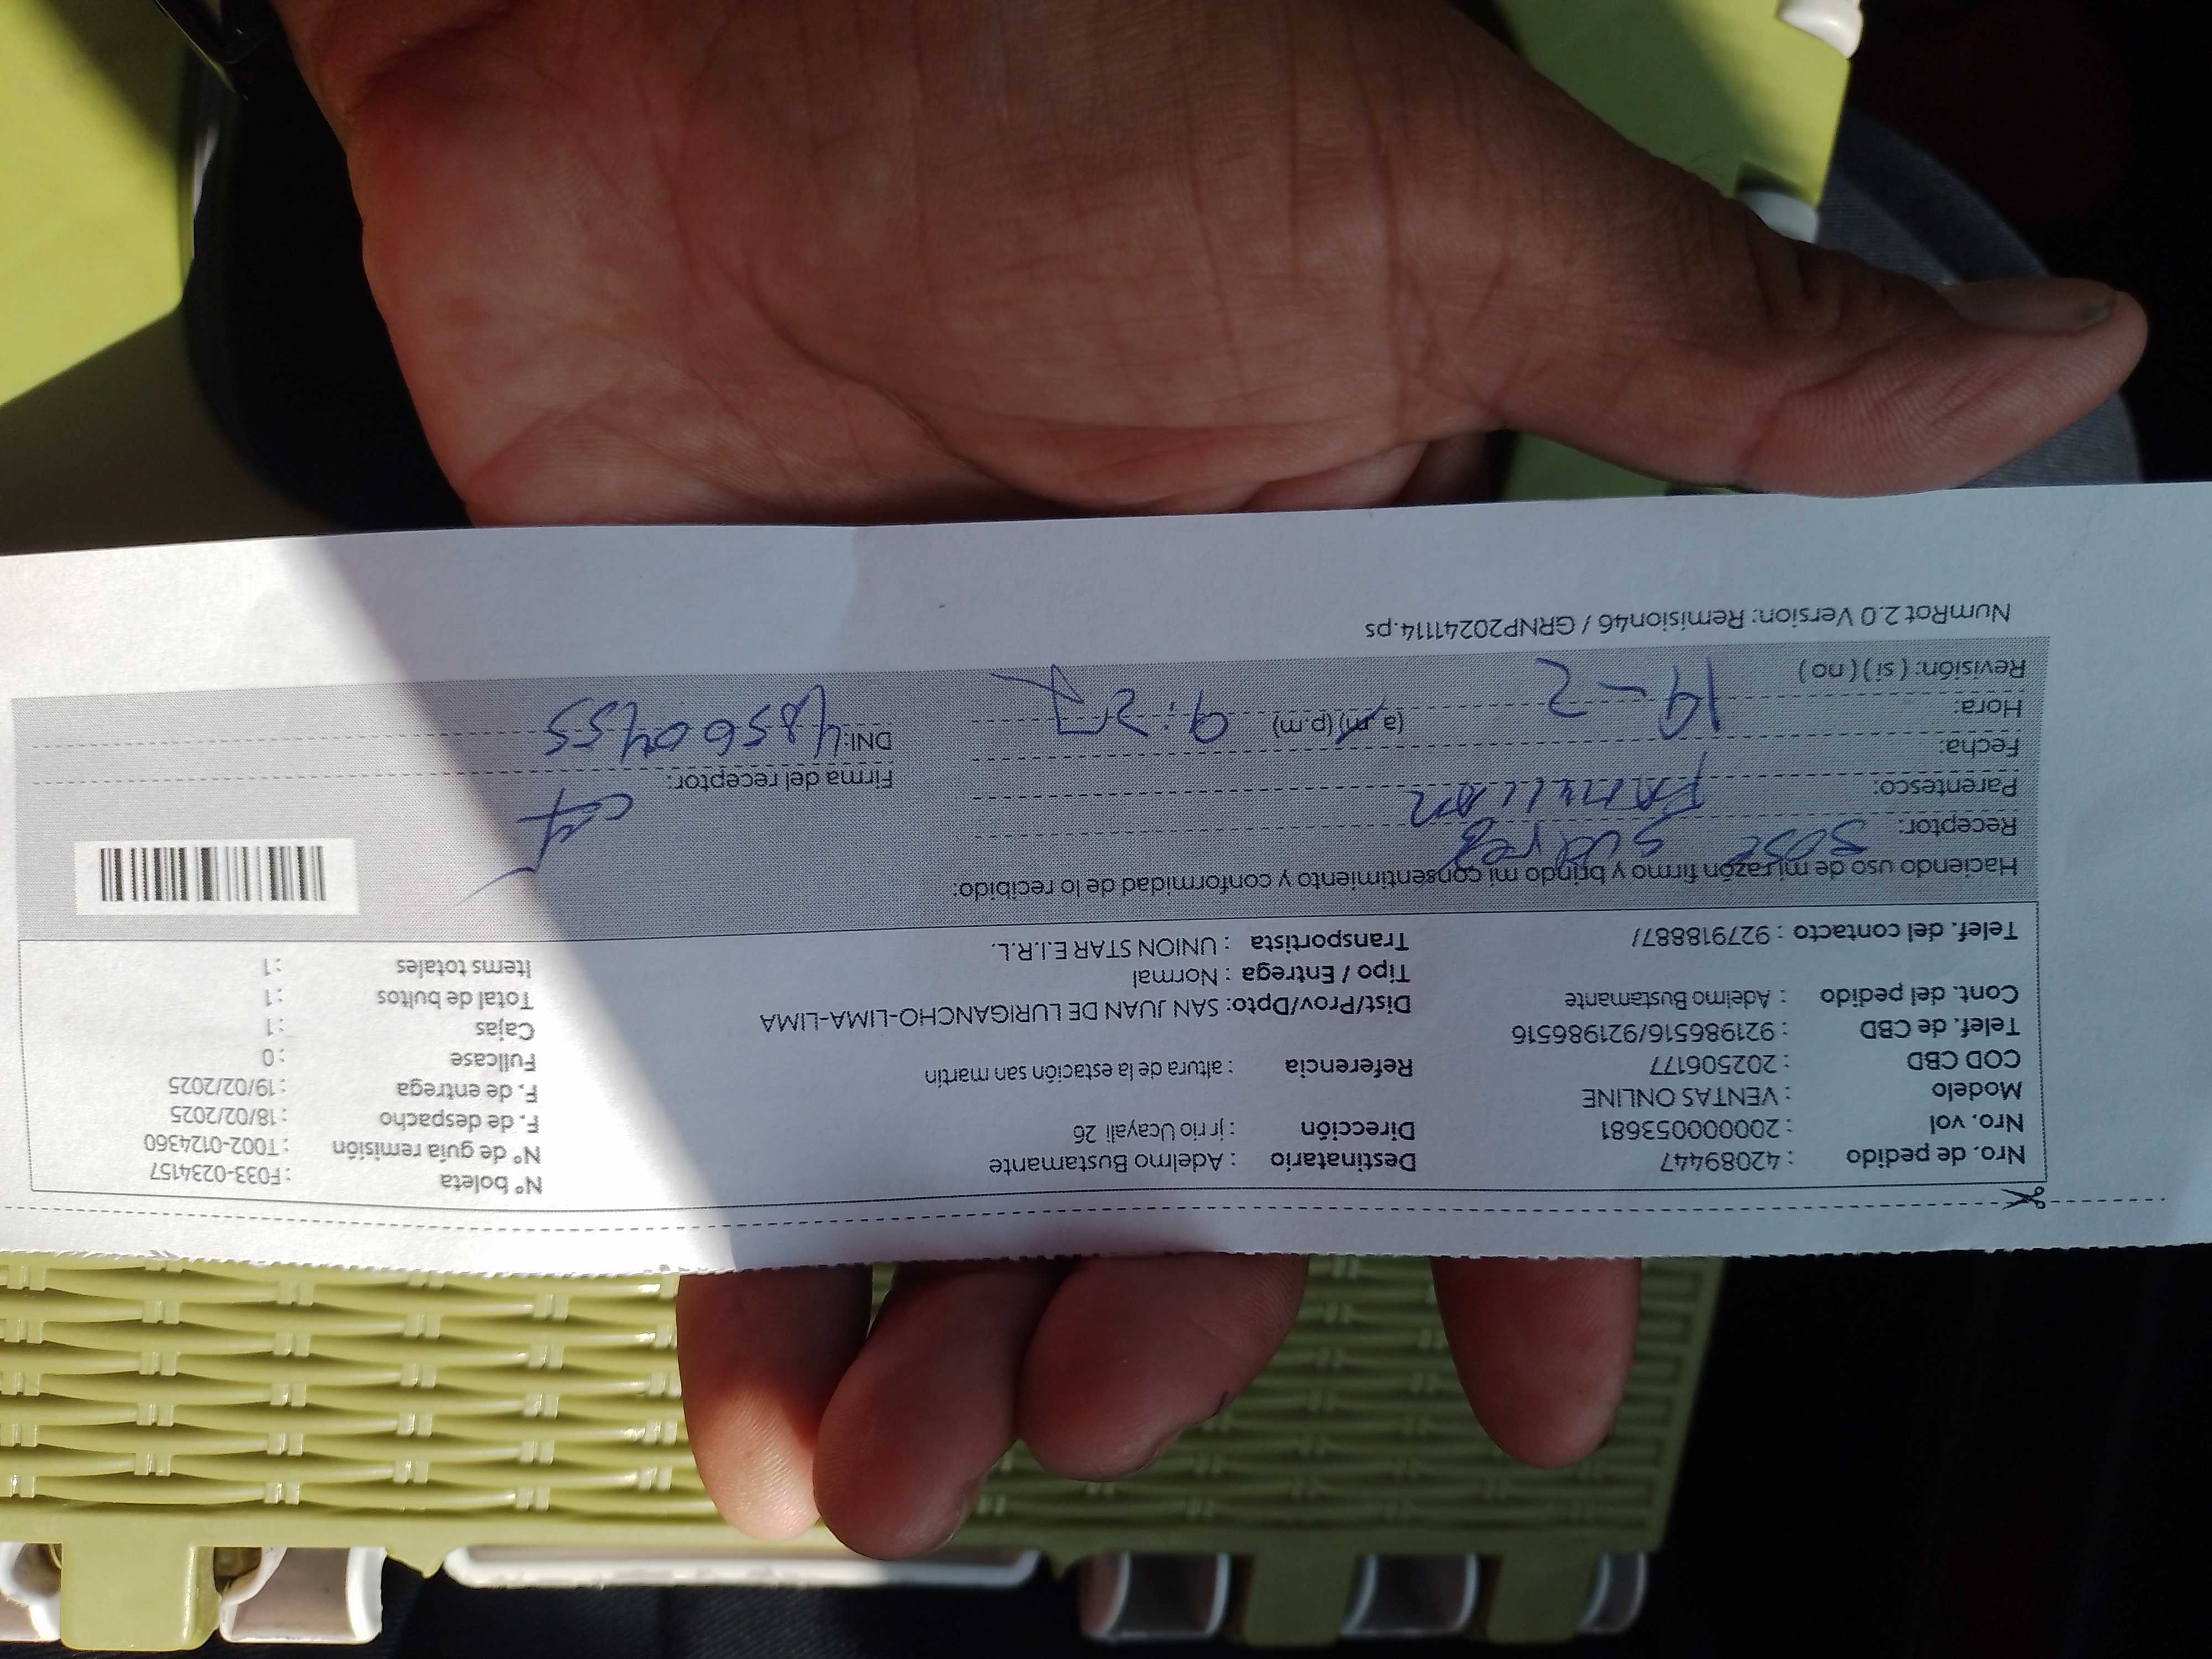 Nro. de pedido : 42089447
Nro. vol : 20000053681
Modelo : VENTAS ONLINE
COD CBD : 202506177
Telef. de CBD : 921986516/921986516
Cont. del pedido : Adelmo Bustamante
Telef. del contacto : 927918887/
Destinatario : Adelmo Bustamante
Dirección : jr rio Ucayali 26
Referencia : altura de la estación san martin
Dist/Prov/Dpto: SAN JUAN DE LURIGANCHO-LIMA-LIMA
Tipo / Entrega : Normal
Transportista : UNION STAR E.I.R.L.
N° boleta : F033-0234157
N° de guía remisión : T002-0124360
F. de despacho : 18/02/2025
F. de entrega : 19/02/2025
Fullcase : 0
Cajas : 1
Total de bultos : 1
Items totales : 1
Haciendo uso de mi razón firmo y brindo mi consentimiento y conformidad de lo recibido:
Receptor: Jose Suarez
Parentesco: Familiar
Fecha: 19-2
Hora: (a.m) (p.m) 9:27
Revisión: ( si ) ( no )
Firma del receptor:
DNI: 48560455
NumRot 2.0 Version: Remision46 / GRNP20241114.ps